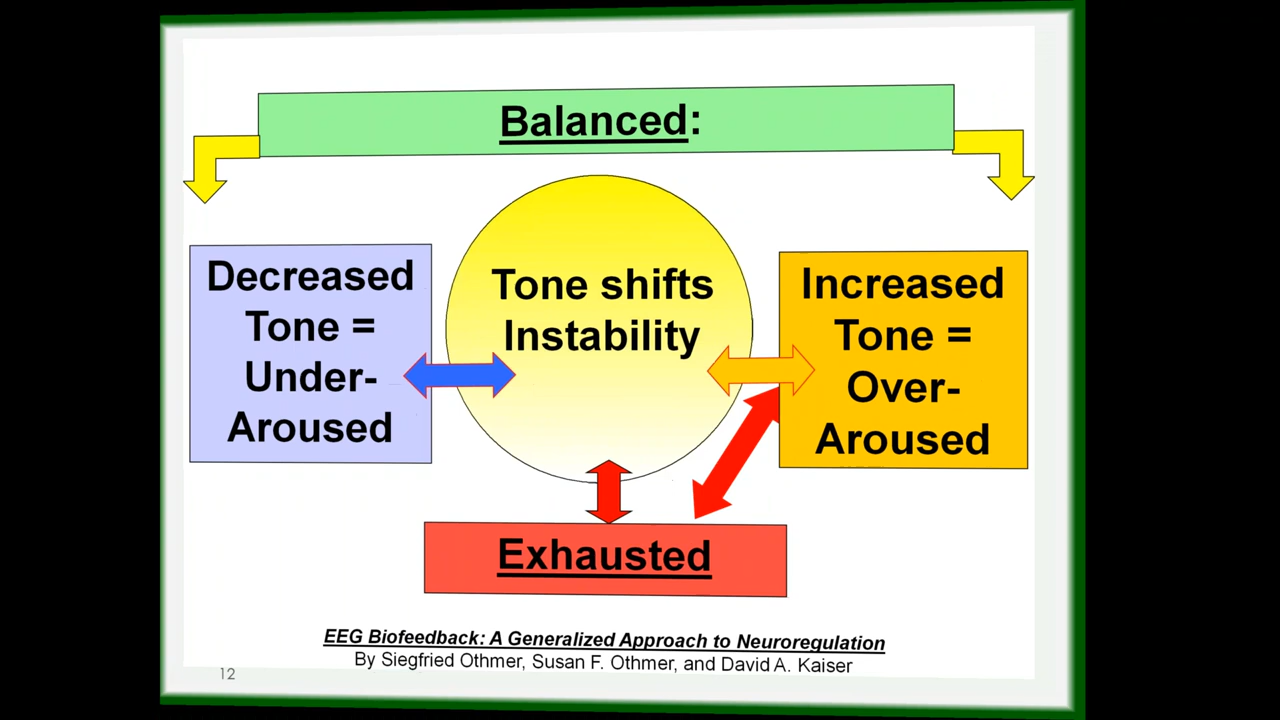 Balanced:
Decreased
Tone =
Under-
Aroused
Tone shifts
Instability
Increased
Tone =
Over-
Aroused
Exhausted
EEG Biofeedback: A Generalized Approach to Neuroregulation
By Siegfried Othmer, Susan F. Othmer, and David A. Kaiser
12